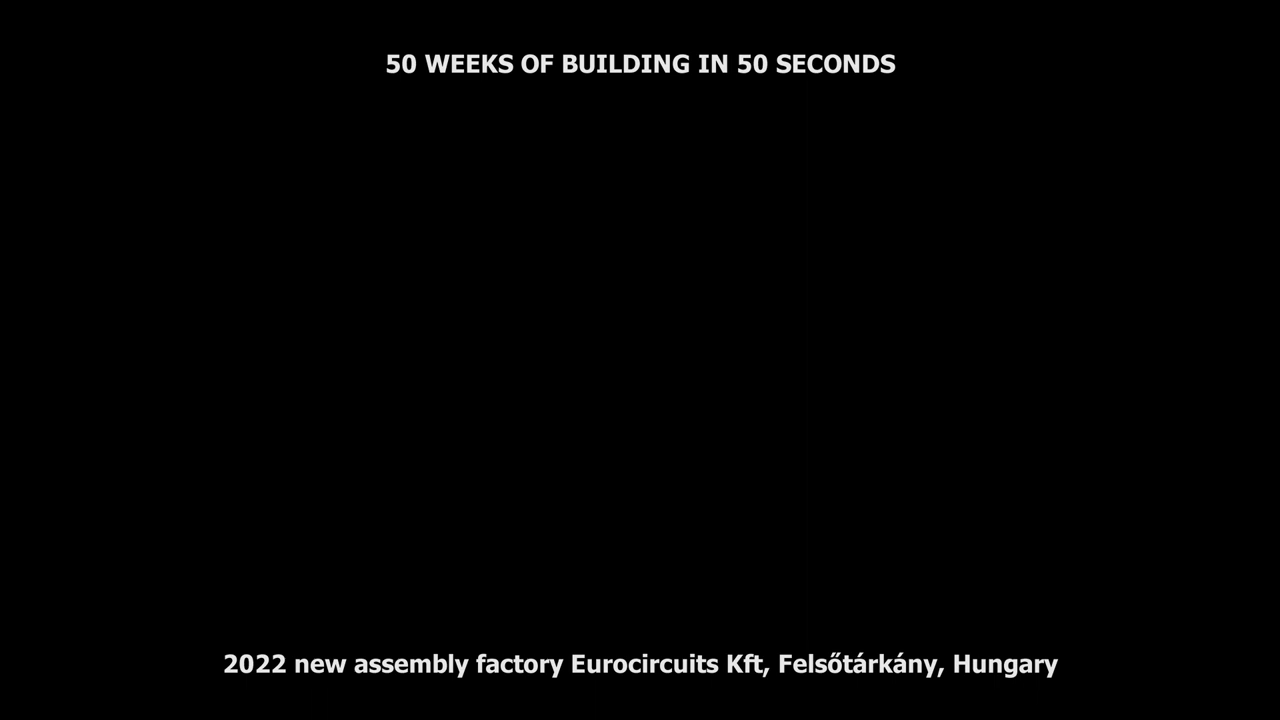 50 WEEKS OF BUILDING IN 50 SECONDS
2022 new assembly factory Eurocircuits Kft, Felsőtárkány, Hungary